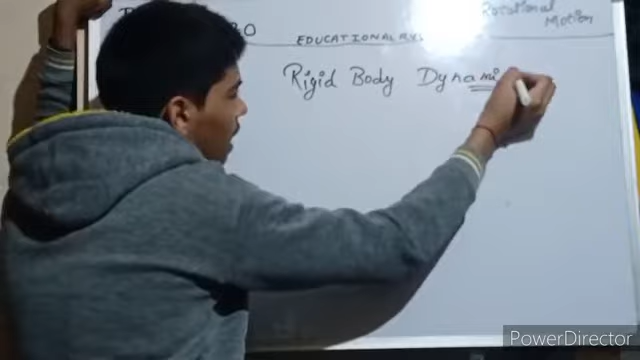 Rotational
Motion
EDUCATIONAL
Rigid Body Dynami
PowerDirector